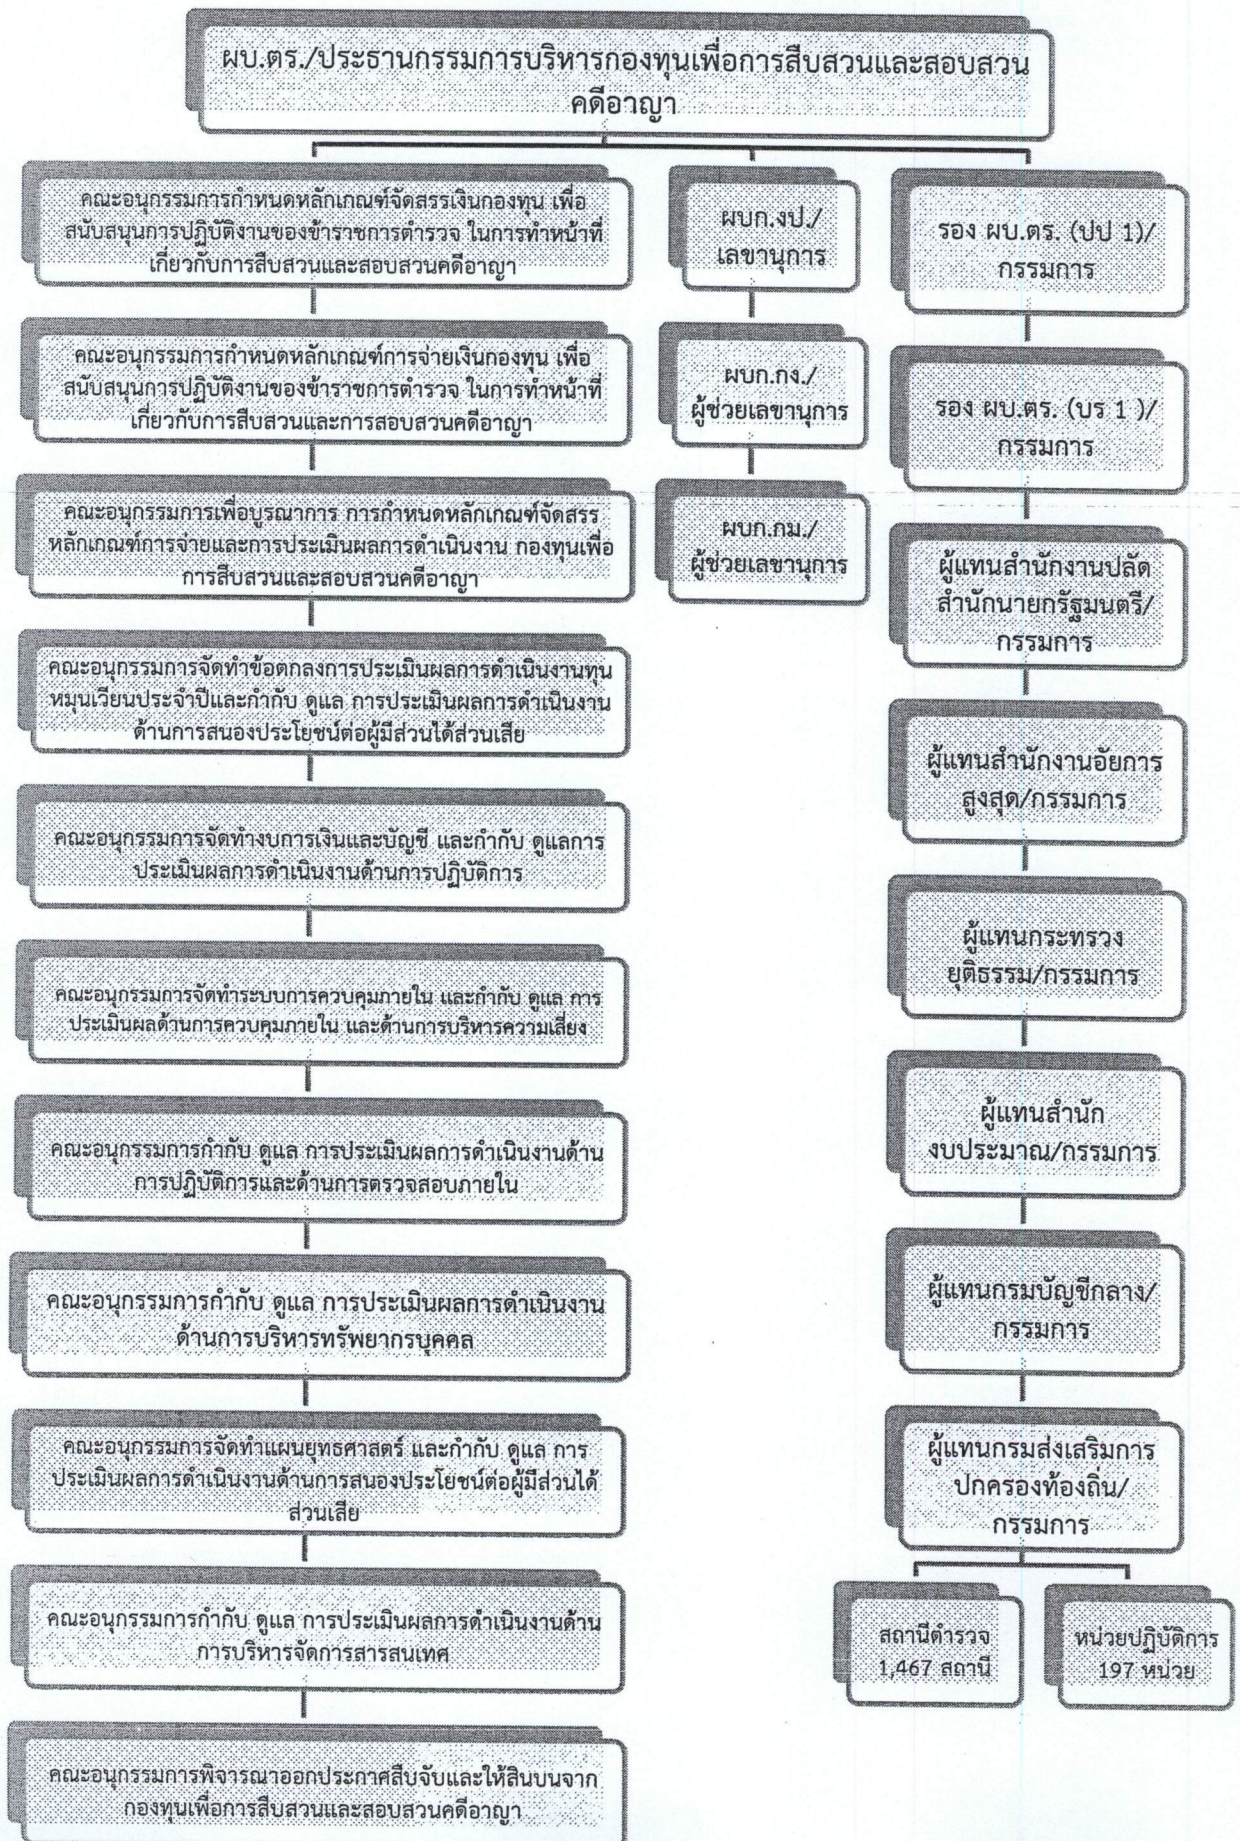 ผบ.ตร./ประธานกรรมการบริหารกองทุนเพื่อการสืบสวนและสอบสวน
คดีอาญา
คณะอนุกรรมการกำหนดหลักเกณฑ์จัดสรรเงินกองทุน เพื่อ
สนับสนุนการปฏิบัติงานของข้าราชการตำรวจ ในการทำหน้าที่
เกี่ยวกับการสืบสวนและสอบสวนคดีอาญา
คณะอนุกรรมการกำหนดหลักเกณฑ์การจ่ายเงินกองทุน เพื่อ
สนับสนุนการปฏิบัติงานของข้าราชการตำรวจ ในการทำหน้าที่
เกี่ยวกับการสืบสวนและการสอบสวนคดีอาญา
คณะอนุกรรมการเพื่อบูรณาการ การกำหนดหลักเกณฑ์จัดสรร
หลักเกณฑ์การจ่ายและการประเมินผลการดำเนินงาน กองทุนเพื่อ
การสืบสวนและสอบสวนคดีอาญา
คณะอนุกรรมการจัดทำข้อตกลงการประเมินผลการดำเนินงานทุน
หมุนเวียนประจำปีและกำกับ ดูแล การประเมินผลการดำเนินงาน
ด้านการสนองประโยชน์ต่อผู้มีส่วนได้ส่วนเสีย
คณะอนุกรรมการจัดทำงบการเงินและบัญชี และกำกับ ดูแลการ
ประเมินผลการดำเนินงานด้านการปฏิบัติการ
คณะอนุกรรมการจัดทำระบบการควบคุมภายใน และกำกับ ดูแล การ
ประเมินผลด้านการควบคุมภายใน และด้านการบริหารความเสี่ยง
คณะอนุกรรมการกำกับ ดูแล การประเมินผลการดำเนินงานด้าน
การปฏิบัติการและด้านการตรวจสอบภายใน
คณะอนุกรรมการกำกับ ดูแล การประเมินผลการดำเนินงาน
ด้านการบริหารทรัพยากรบุคคล
คณะอนุกรรมการจัดทำแผนยุทธศาสตร์ และกำกับ ดูแล การ
ประเมินผลการดำเนินงานด้านการสนองประโยชน์ต่อผู้มีส่วนได้
ส่วนเสีย
คณะอนุกรรมการกำกับ ดูแล การประเมินผลการดำเนินงานด้าน
การบริหารจัดการสารสนเทศ
คณะอนุกรรมการพิจารณาออกประกาศสืบจับและให้สินบนจาก
กองทุนเพื่อการสืบสวนและสอบสวนคดีอาญา
ผบก.งป./
เลขานุการ
ผบก.กง./
ผู้ช่วยเลขานุการ
ผบก.กม./
ผู้ช่วยเลขานุการ
รอง ผบ.ตร. (ปป 1)/
กรรมการ
รอง ผบ.ตร. (บร 1 )/
กรรมการ
ผู้แทนสำนักงานปลัด
สำนักนายกรัฐมนตรี/
กรรมการ
ผู้แทนสำนักงานอัยการ
สูงสุด/กรรมการ
ผู้แทนกระทรวง
ยุติธรรม/กรรมการ
ผู้แทนสำนัก
งบประมาณ/กรรมการ
ผู้แทนกรมบัญชีกลาง/
กรรมการ
ผู้แทนกรมส่งเสริมการ
ปกครองท้องถิ่น/
กรรมการ
สถานีตำรวจ
1,467 สถานี
หน่วยปฏิบัติการ
197 หน่วย